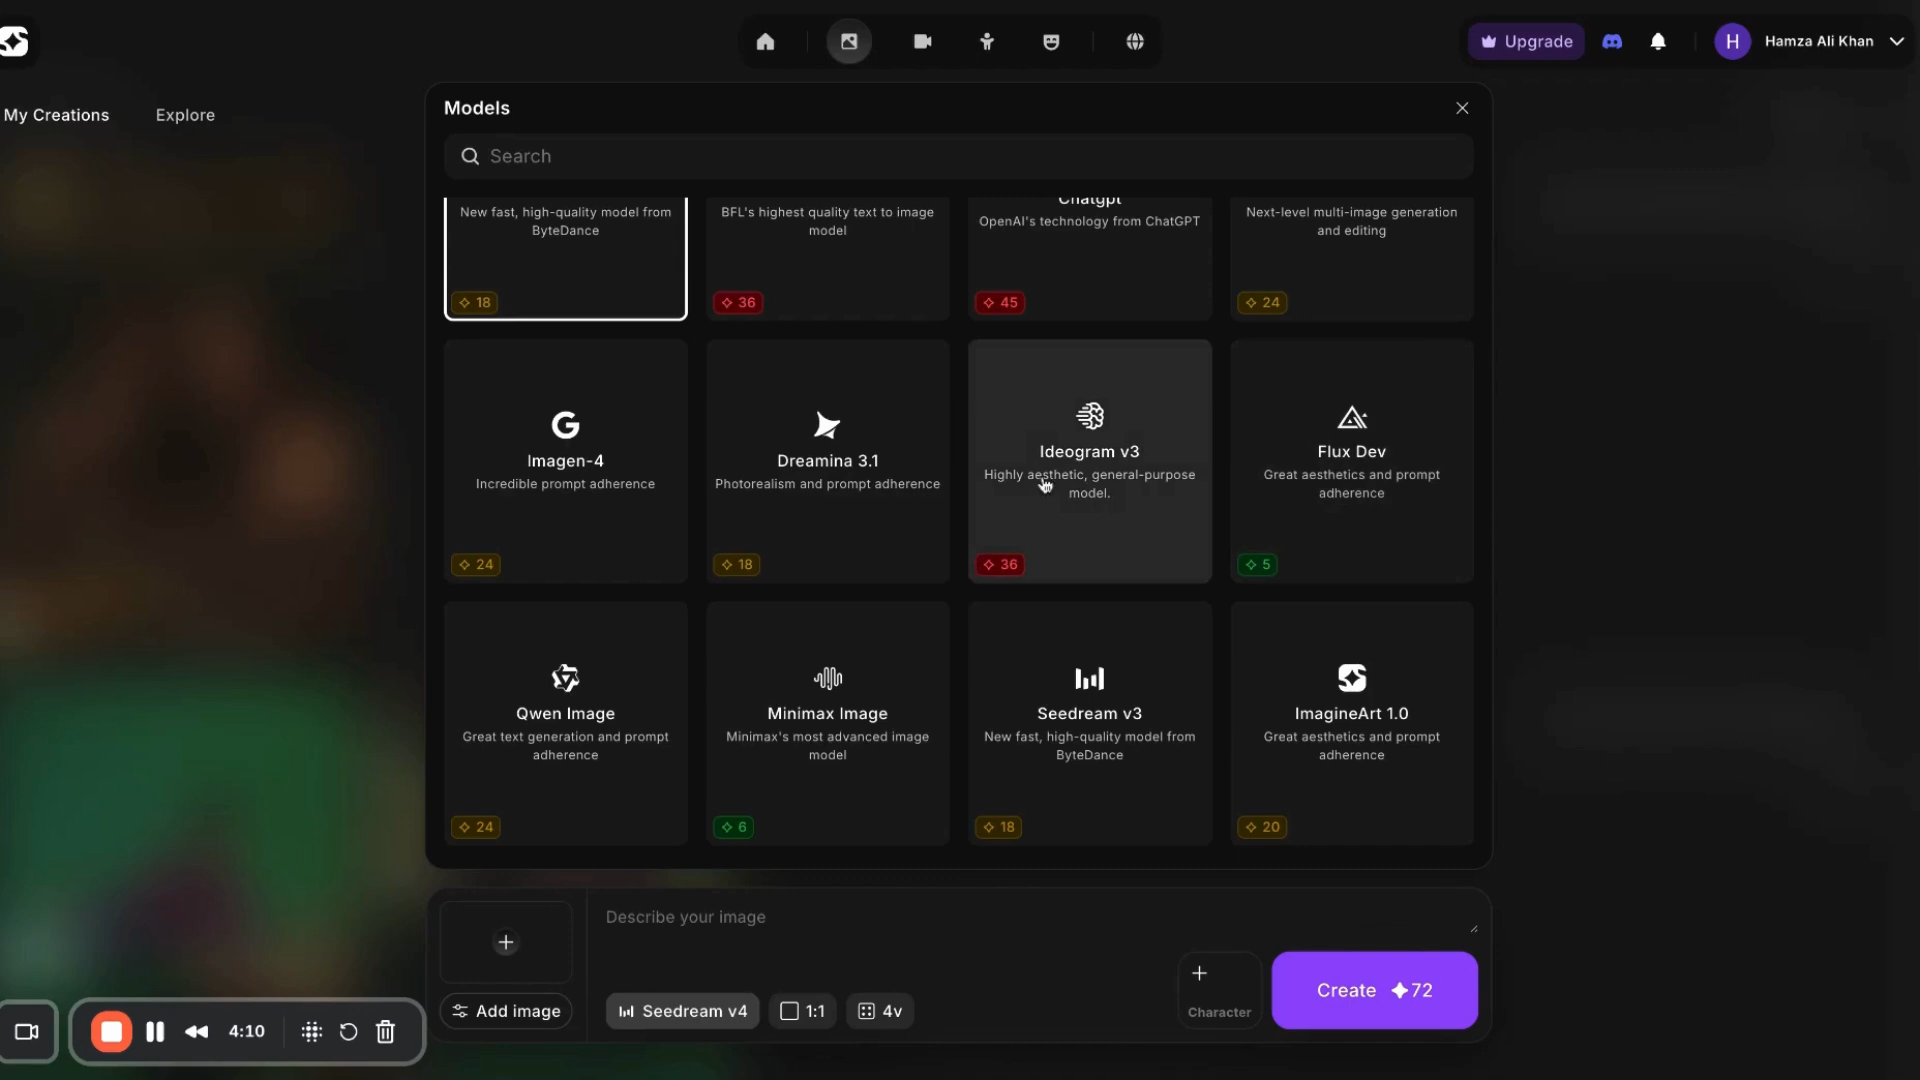 Upgrade
H
Hamza Ali Khan
My Creations
Explore
Models
Search
New fast, high-quality model from
ByteDance
18
BFL's highest quality text to image
model
36
Chatgpt
OpenAI's technology from ChatGPT
45
Next-level multi-image generation
and editing
24
Imagen-4
Incredible prompt adherence
24
Dreamina 3.1
Photorealism and prompt adherence
18
Ideogram v3
Highly aesthetic, general-purpose
model.
36
Flux Dev
Great aesthetics and prompt
adherence
5
Qwen Image
Great text generation and prompt
adherence
24
Minimax Image
Minimax's most advanced image
model
6
Seedream v3
New fast, high-quality model from
ByteDance
18
ImagineArt 1.0
Great aesthetics and prompt
adherence
20
Describe your image
Add image
Seedream v4
1:1
4v
Character
Create 72
4:10